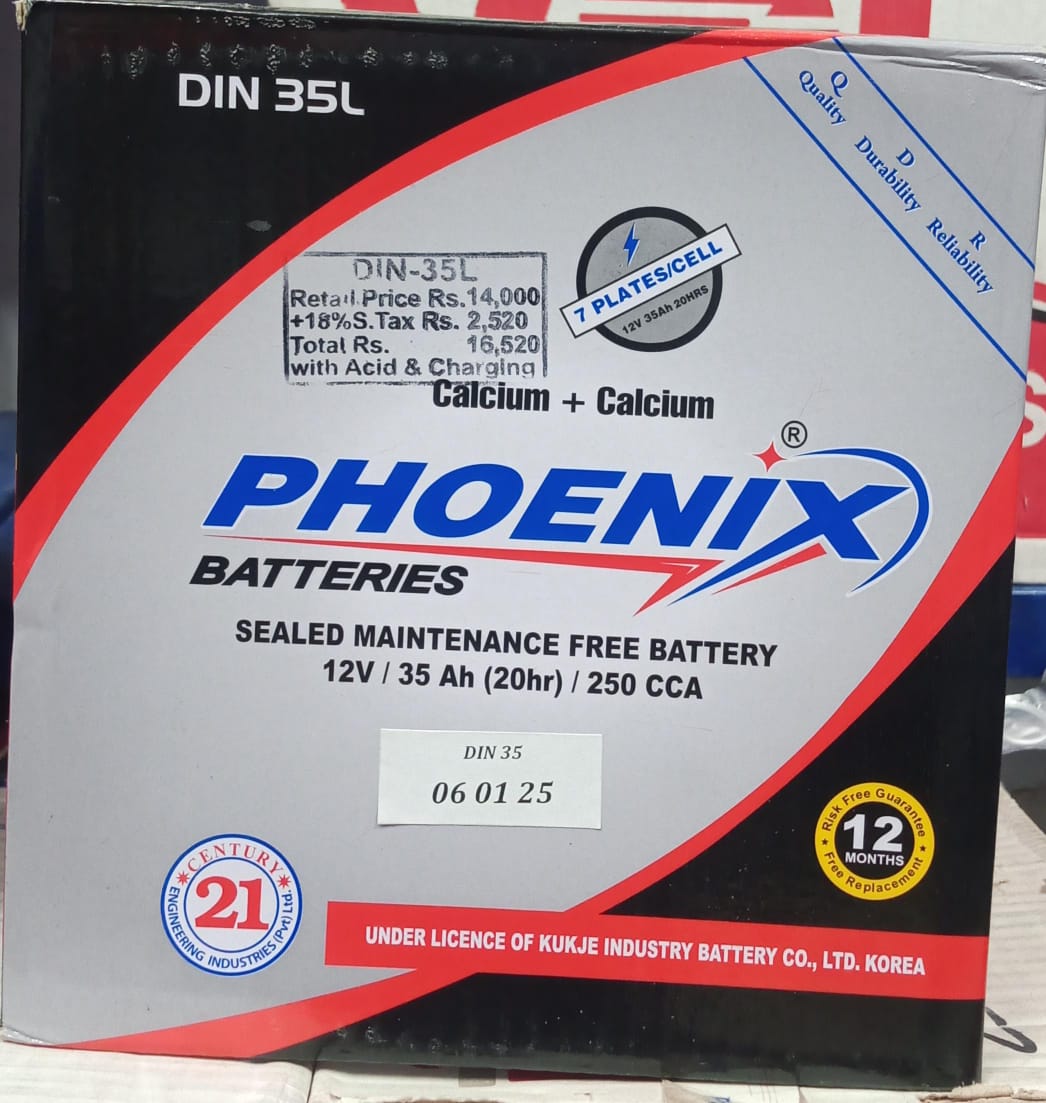 DIN 35L
Q D R
Quality Durability Reliability
DIN-35L
Retail Price Rs.14,000
+18%S.Tax Rs. 2,520
Total Rs. 16,520
with Acid & Charging
7 PLATES/CELL
12V 35Ah 20HRS
Calcium + Calcium
PHOENIX ®
BATTERIES
SEALED MAINTENANCE FREE BATTERY
12V / 35 Ah (20hr) / 250 CCA
DIN 35
06 01 25
Risk Free Guarantee
12
MONTHS
Free Replacement
CENTURY
21
ENGINEERING INDUSTRIES (Pvt) Ltd.
UNDER LICENCE OF KUKJE INDUSTRY BATTERY CO., LTD. KOREA